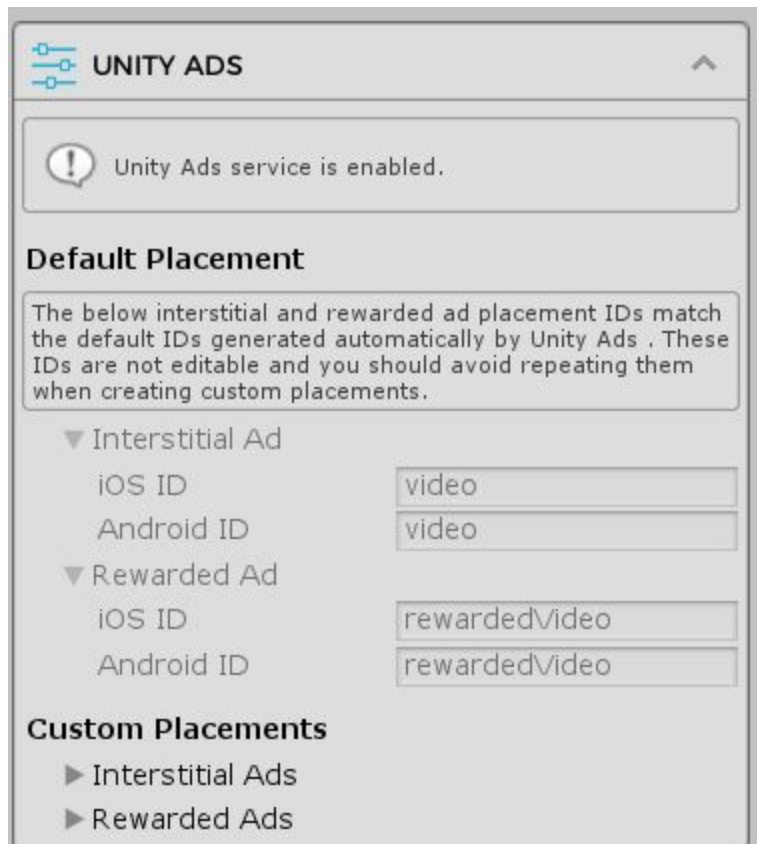 UNITY ADS
Unity Ads service is enabled.
Default Placement
The below interstitial and rewarded ad placement IDs match
the default IDs generated automatically by Unity Ads . These
IDs are not editable and you should avoid repeating them
when creating custom placements.
Interstitial Ad
iOS ID video
Android ID video
Rewarded Ad
iOS ID rewardedVideo
Android ID rewardedVideo
Custom Placements
Interstitial Ads
Rewarded Ads